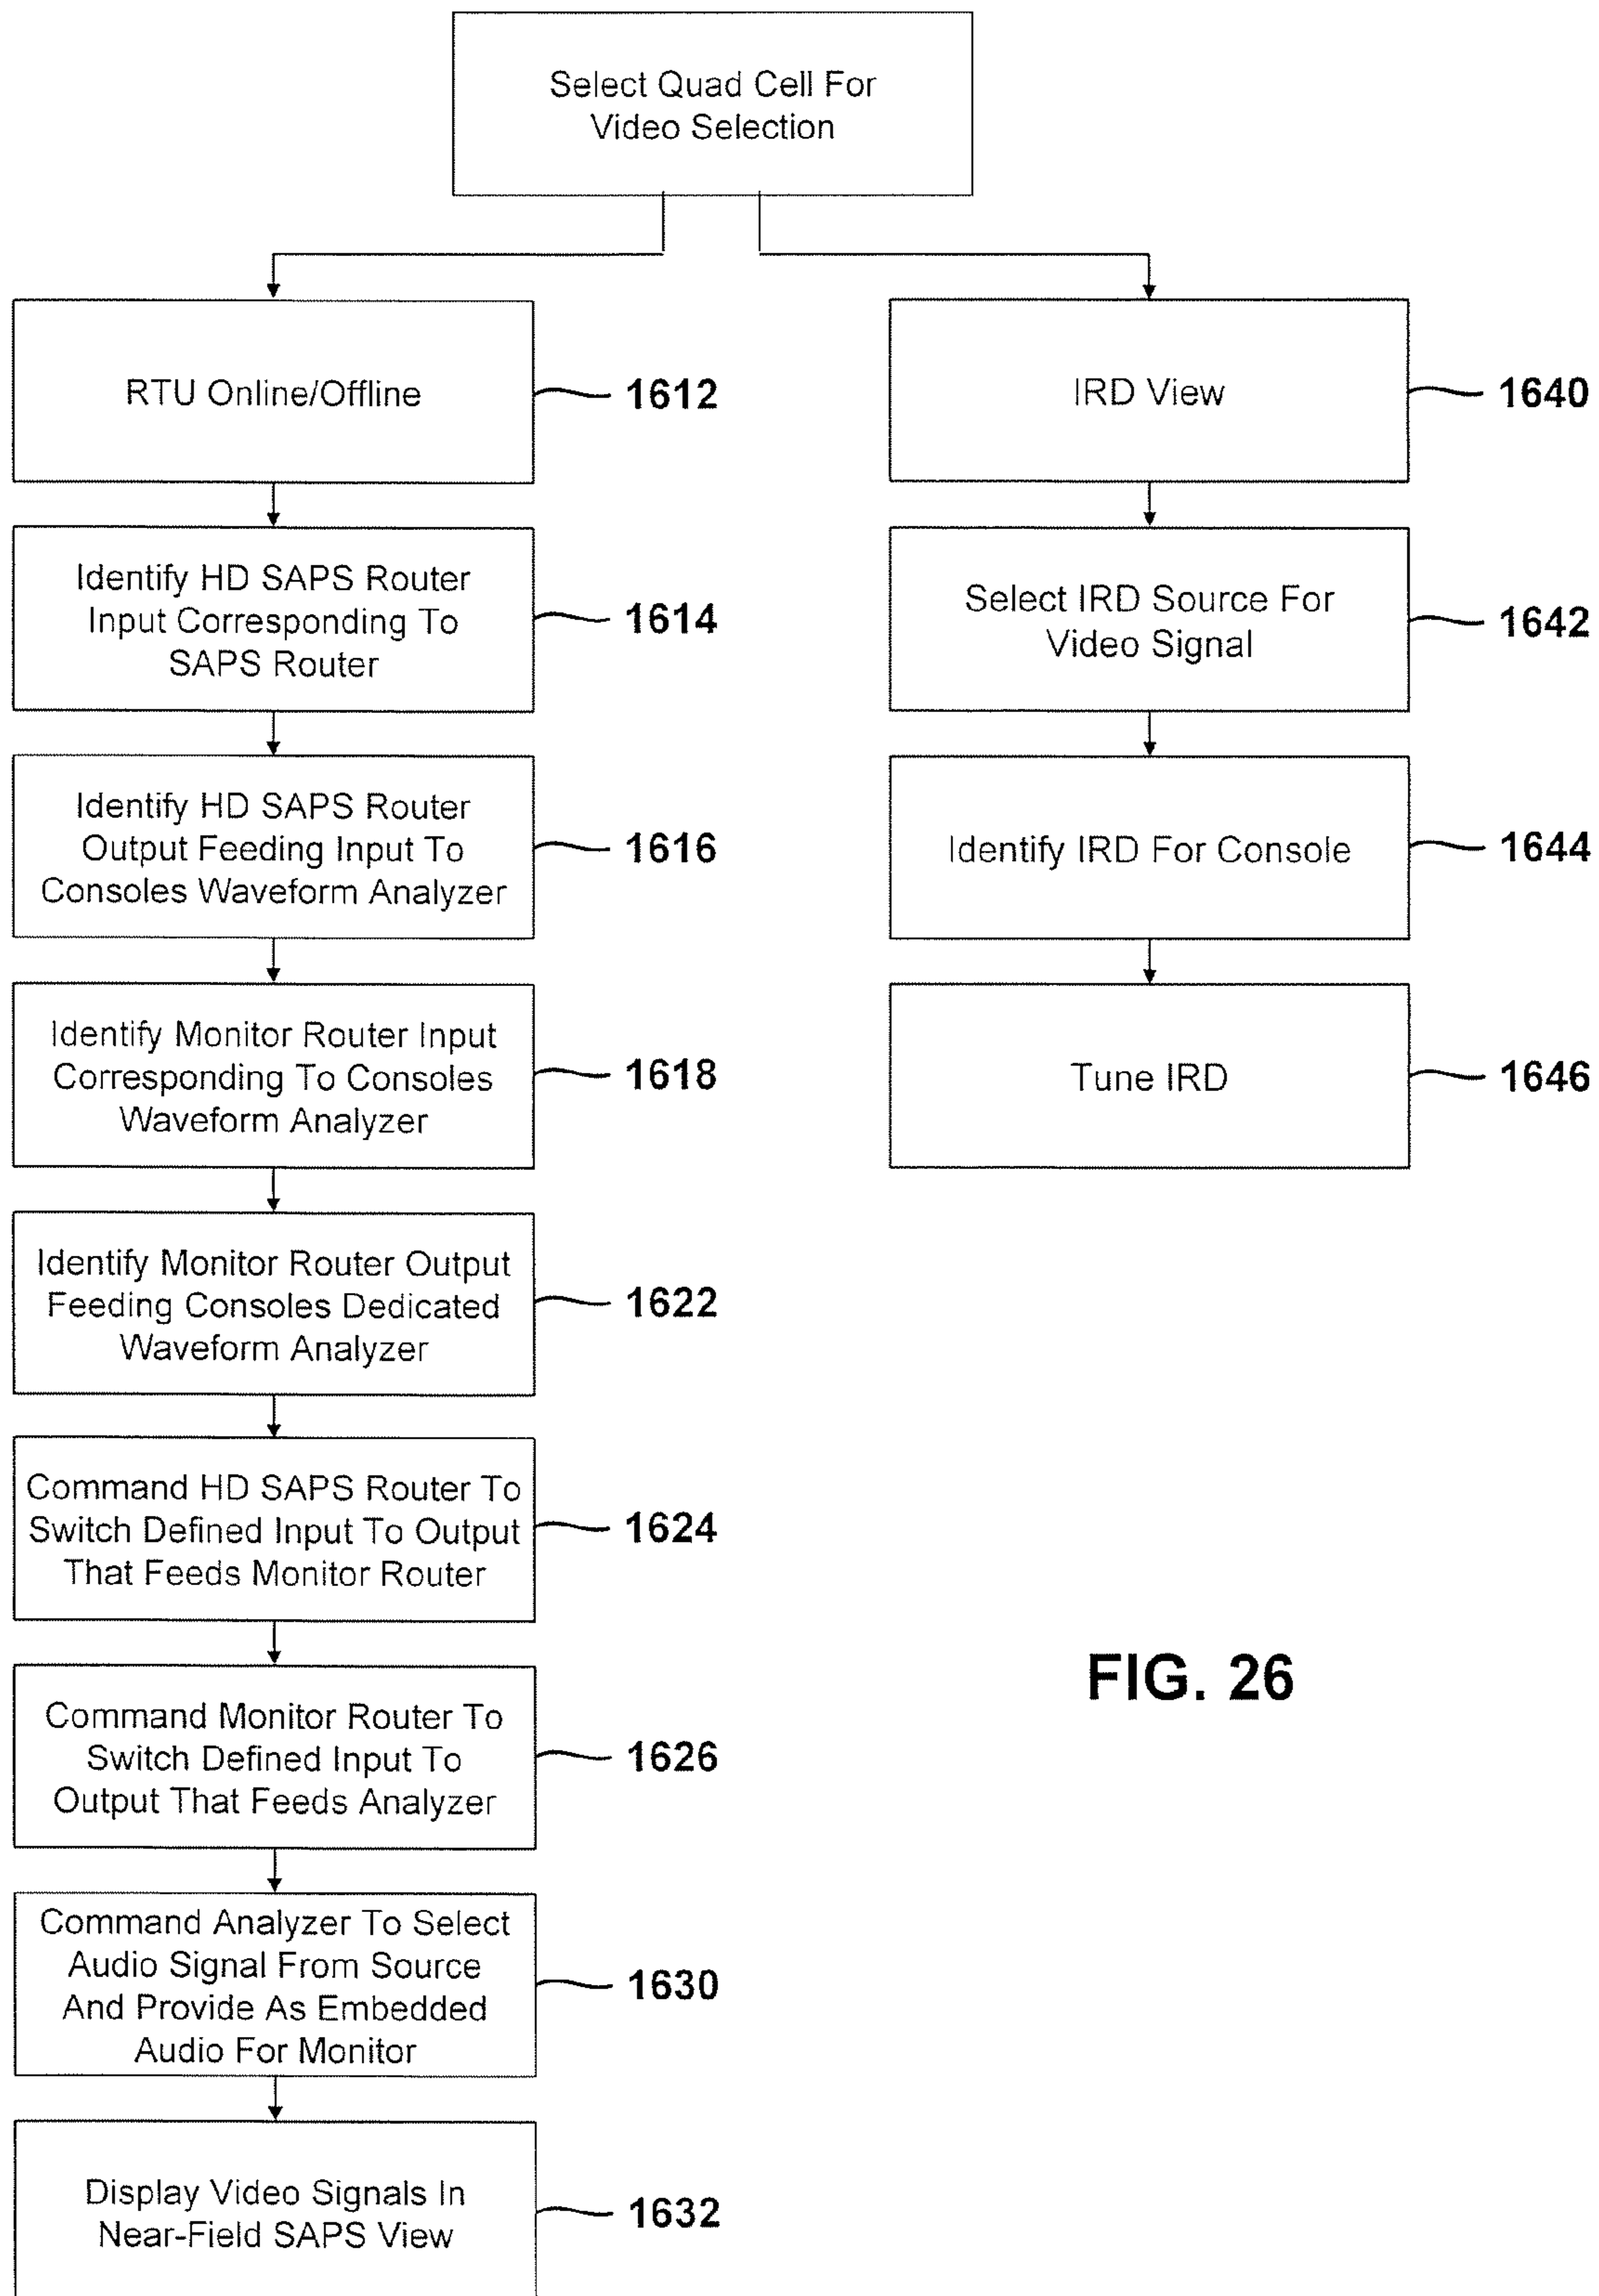 Select Quad Cell For
Video Selection
RTU Online/Offline
1612
IRD View
1640
Identify HD SAPS Router
Input Corresponding To
SAPS Router
1614
Select IRD Source For
Video Signal
1642
Identify HD SAPS Router
Output Feeding Input To
Consoles Waveform Analyzer
1616
Identify IRD For Console
1644
Identify Monitor Router Input
Corresponding To Consoles
Waveform Analyzer
1618
Tune IRD
1646
Identify Monitor Router Output
Feeding Consoles Dedicated
Waveform Analyzer
1622
Command HD SAPS Router To
Switch Defined Input To Output
That Feeds Monitor Router
1624
Command Monitor Router To
Switch Defined Input To
Output That Feeds Analyzer
1626
FIG. 26
Command Analyzer To Select
Audio Signal From Source
And Provide As Embedded
Audio For Monitor
1630
Display Video Signals In
Near-Field SAPS View
1632